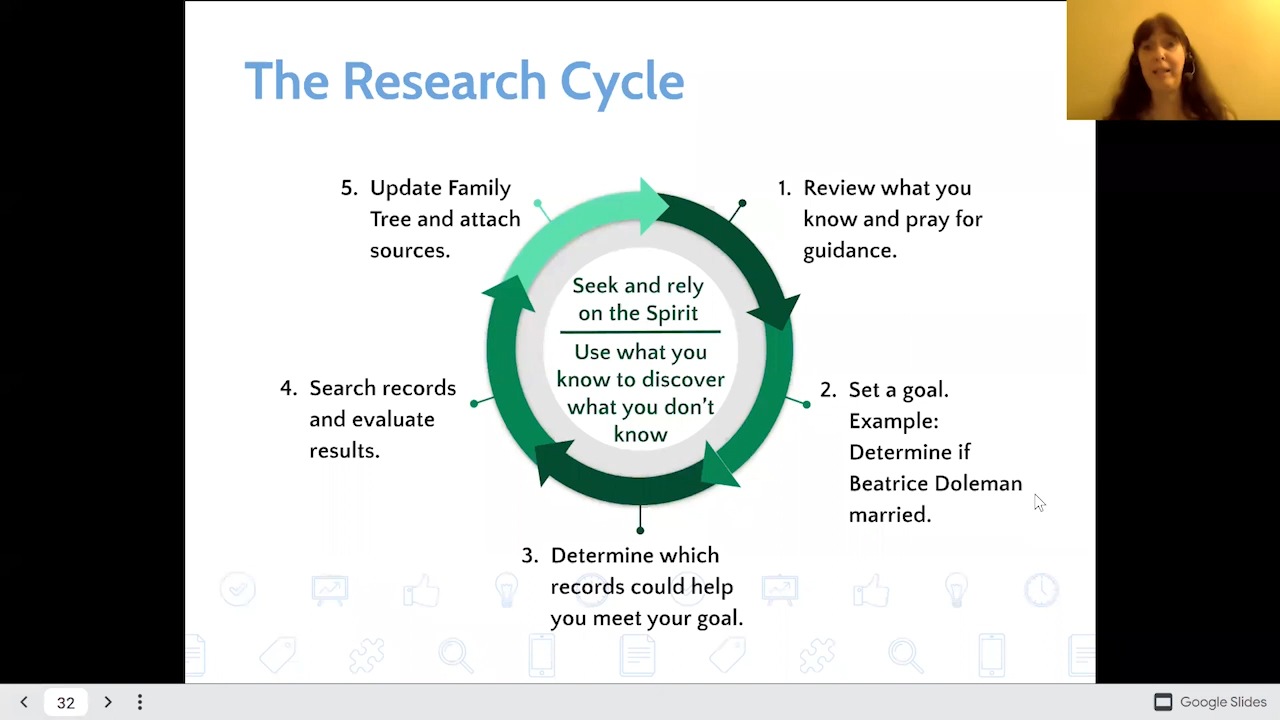 The Research Cycle
5. Update Family
Tree and attach
sources.
1. Review what you
know and pray for
guidance.
Seek and rely
on the Spirit
Use what you
know to discover
what you don't
know
4. Search records
and evaluate
results.
2. Set a goal.
Example:
Determine if
Beatrice Doleman
married.
3. Determine which
records could help
you meet your goal.
32
Google Slides